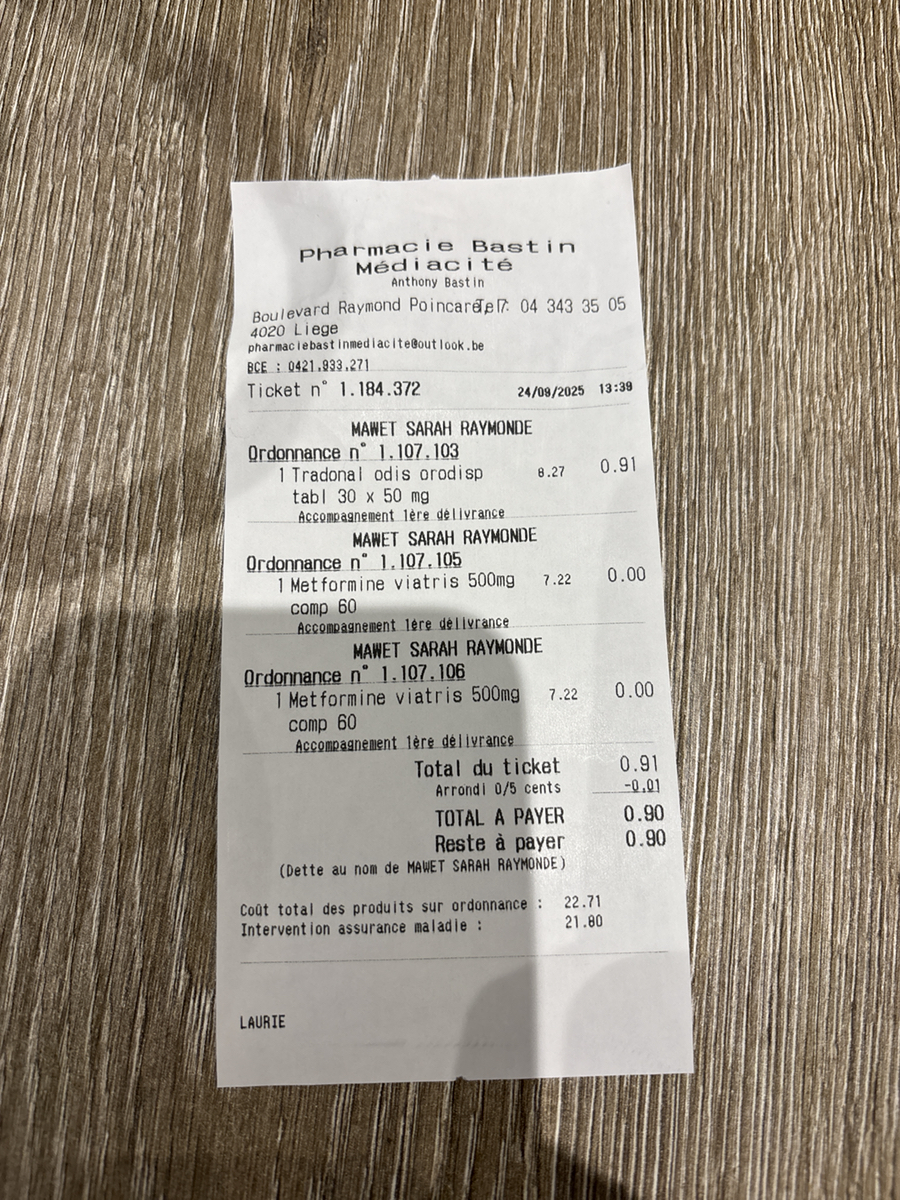 Pharmacie Bastin
Médiacité
Anthony Bastin
Boulevard Raymond Poincaré, 7 Tel : 04 343 35 05
4020 Liege
pharmaciebastinmediacite@outlook.be
BCE : 0421.933.271
Ticket n° 1.184.372 24/09/2025 13:39
MAWET SARAH RAYMONDE
Ordonnance n° 1.107.103
1 Tradonal odis orodisp 8.27 0.91
tabl 30 x 50 mg
Accompagnement 1ère délivrance
MAWET SARAH RAYMONDE
Ordonnance n° 1.107.105
1 Metformine viatris 500mg 7.22 0.00
comp 60
Accompagnement 1ère délivrance
MAWET SARAH RAYMONDE
Ordonnance n° 1.107.106
1 Metformine viatris 500mg 7.22 0.00
comp 60
Accompagnement 1ère délivrance
Total du ticket 0.91
Arrondi 0/5 cents -0.01
TOTAL A PAYER 0.90
Reste à payer 0.90
(Dette au nom de MAWET SARAH RAYMONDE)
Coût total des produits sur ordonnance : 22.71
Intervention assurance maladie : 21.80
LAURIE